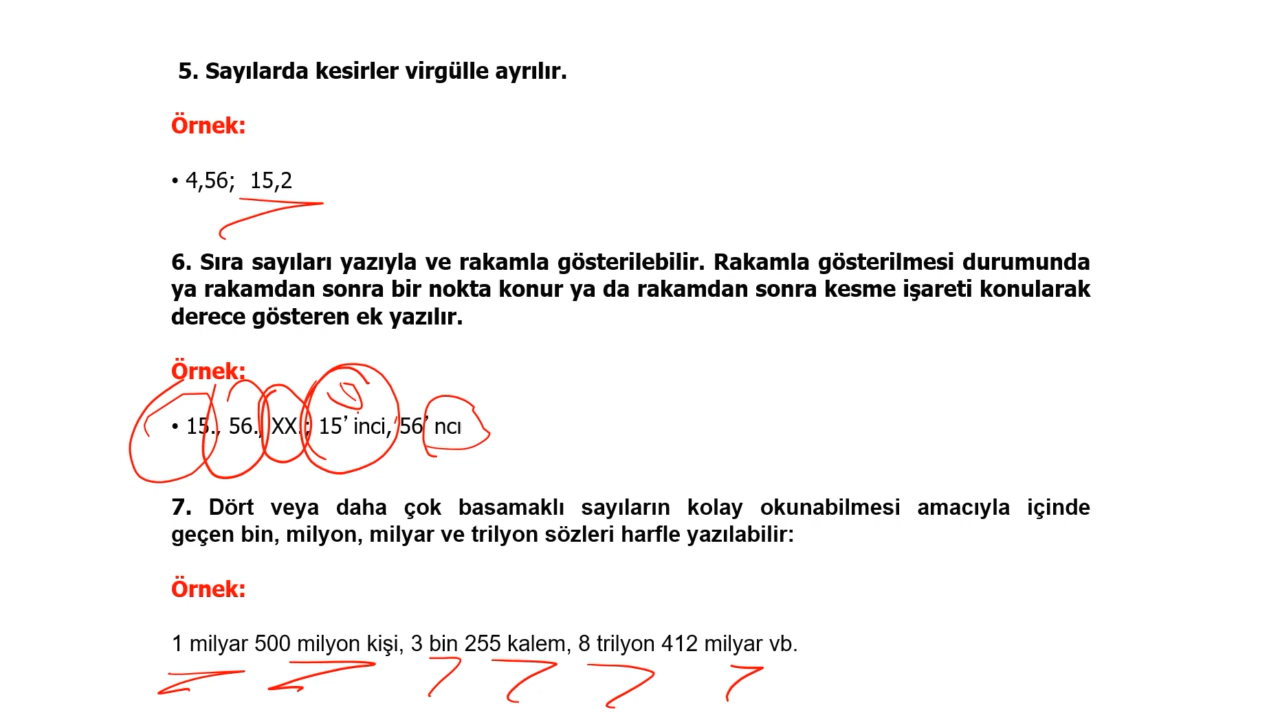 5. Sayılarda kesirler virgülle ayrılır.
Örnek:
• 4,56; 15,2
6. Sıra sayıları yazıyla ve rakamla gösterilebilir. Rakamla gösterilmesi durumunda
ya rakamdan sonra bir nokta konur ya da rakamdan sonra kesme işareti konularak
derece gösteren ek yazılır.
Örnek:
• 15., 56., XX.; 15’ inci, 56’ ncı
7. Dört veya daha çok basamaklı sayıların kolay okunabilmesi amacıyla içinde
geçen bin, milyon, milyar ve trilyon sözleri harfle yazılabilir:
Örnek:
1 milyar 500 milyon kişi, 3 bin 255 kalem, 8 trilyon 412 milyar vb.